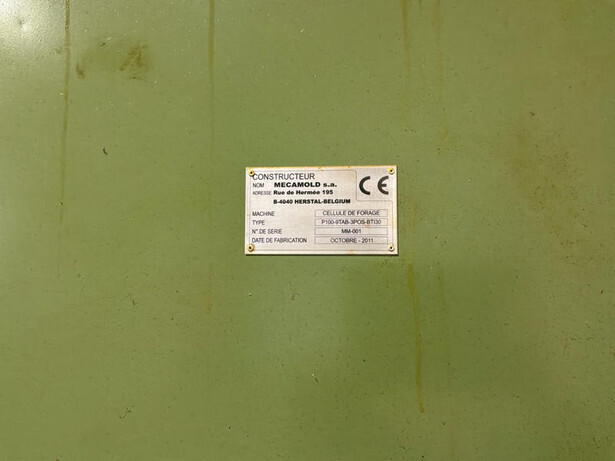 CONSTRUCTEUR
NOM MECAMOLD s.a.
ADRESSE Rue de Hermée 195
B-4040 HERSTAL-BELGIUM
CE
MACHINE CELLULE DE FORAGE
TYPE P100-9TAB-3POS-BTI30
N°.DE SERIE MM-001
DATE DE FABRICATION OCTOBRE - 2011